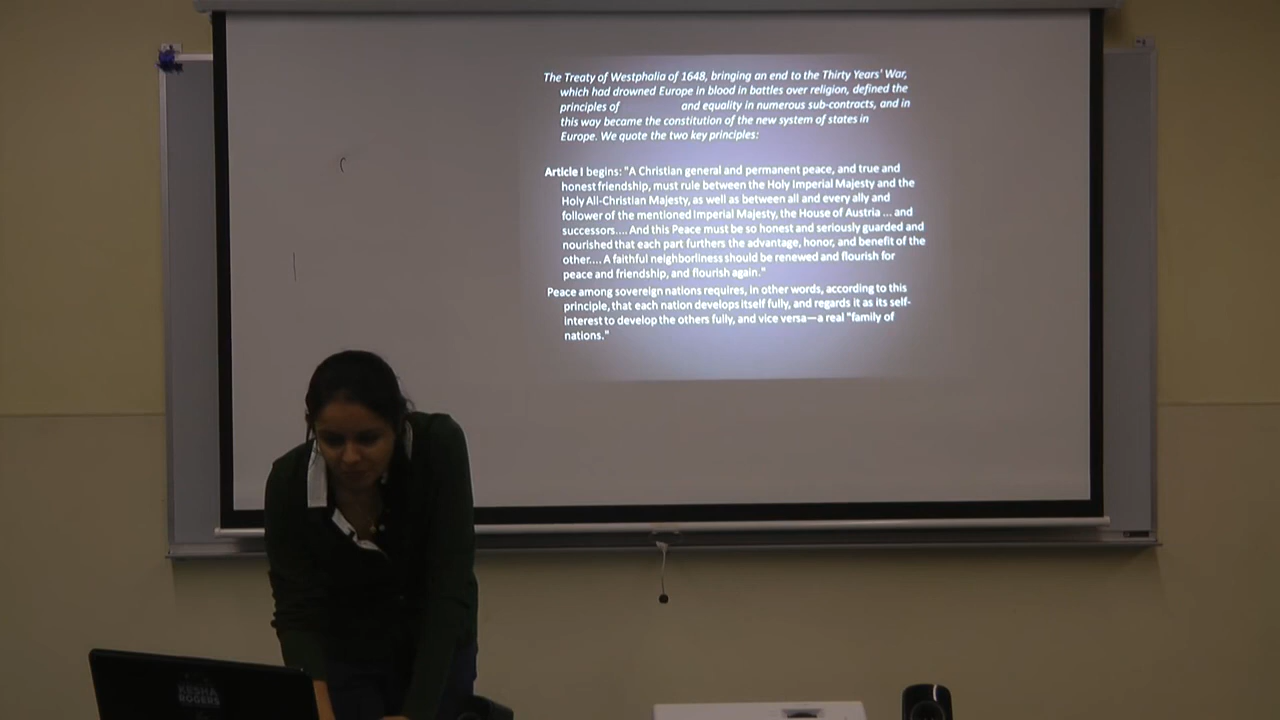 The Treaty of Westphalia of 1648, bringing an end to the Thirty Years' War,
which had drowned Europe in blood in battles over religion, defined the
principles of and equality in numerous sub-contracts, and in
this way became the constitution of the new system of states in
Europe. We quote the two key principles:
Article I begins: "A Christian general and permanent peace, and true and
honest friendship, must rule between the Holy Imperial Majesty and the
Holy All-Christian Majesty, as well as between all and every ally and
follower of the mentioned Imperial Majesty, the House of Austria ... and
successors.... And this Peace must be so honest and seriously guarded and
nourished that each part furthers the advantage, honor, and benefit of the
other.... A faithful neighborliness should be renewed and flourish for
peace and friendship, and flourish again."
Peace among sovereign nations requires, in other words, according to this
principle, that each nation develops itself fully, and regards it as its self-
interest to develop the others fully, and vice versa—a real "family of
nations."
KESHA
ROGERS